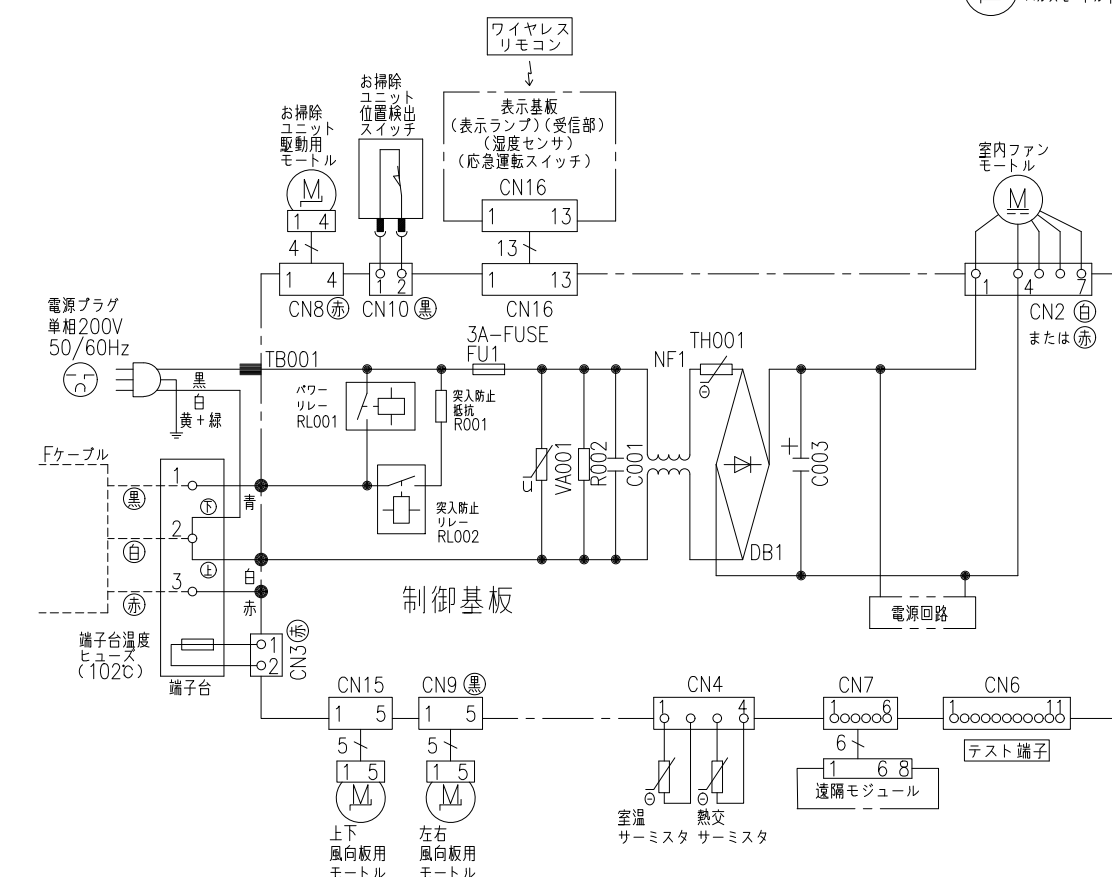 ワイヤレス
リモコン
お掃除
ユニット
駆動用
モートル
M
1 4
4
1 4
CN8 赤
お掃除
ユニット
位置検出
スイッチ
1 2
CN10 黒
表示基板
(表示ランプ)(受信部)
(湿度センサ)
(応急運転スイッチ)
CN16
1 13
13
1 13
CN16
室内ファン
モートル
M
1 4 7
CN2 白
または 赤
電源プラグ
単相200V
50/60Hz
黒
白
黄+緑
TB001
パワー
リレー
RL001
3A-FUSE
FU1
突入防止
抵抗
R001
突入防止
リレー
RL002
u
VA001
R002
C001
NF1
TH001
DB1
+
C003
電源回路
制御基板
Fケーブル
黒
白
赤
1
2
3
下
上
青
白
赤
端子台温度
ヒューズ
(102℃)
端子台
1
2
CN3 赤
CN15
1 5
5
1 5
M
上下
風向板用
モートル
CN9 黒
1 5
5
1 5
M
左右
風向板用
モートル
CN4
1 4
室温
サーミスタ
熱交
サーミスタ
CN7
1 6
6
1 6 8
遠隔モジュール
CN6
1 11
テスト端子